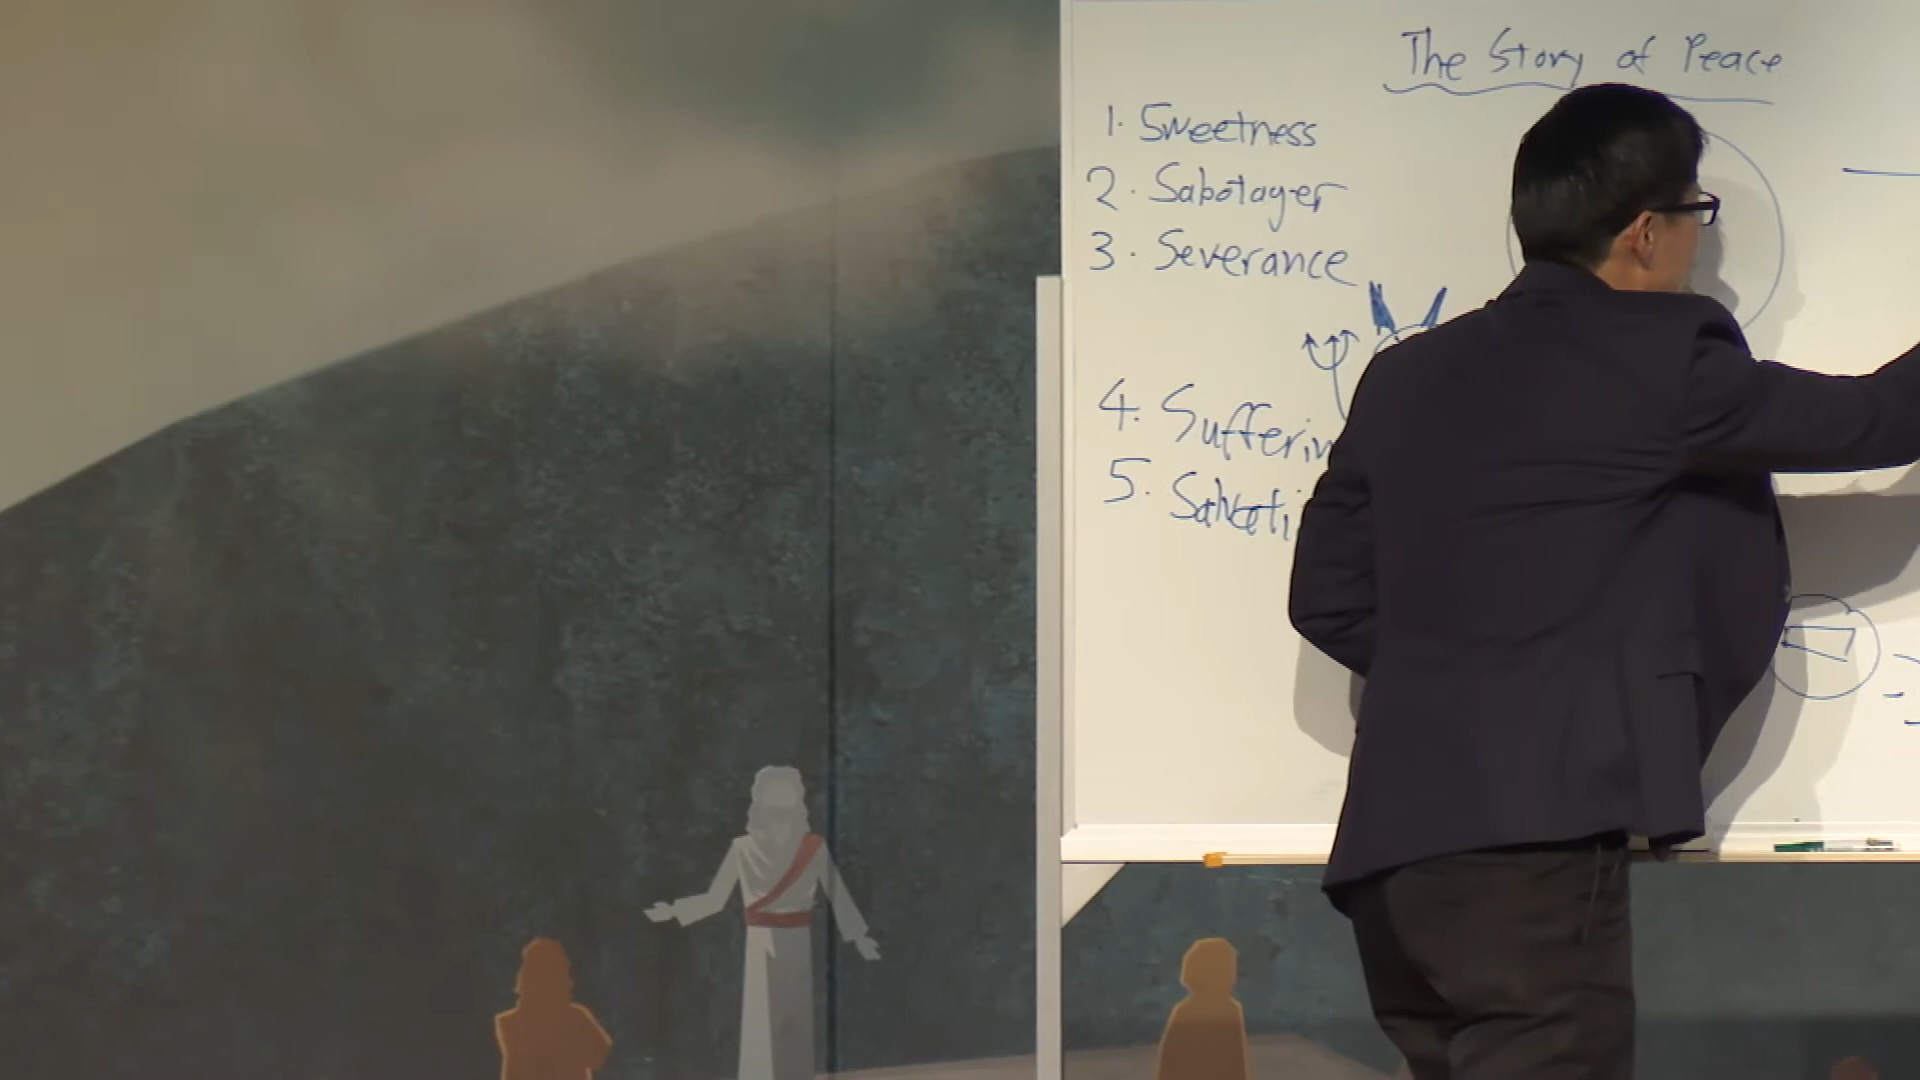 The Story of Peace
1. Sweetness
2. Sabotager
3. Severance
4. Sufferin
5. Salvati